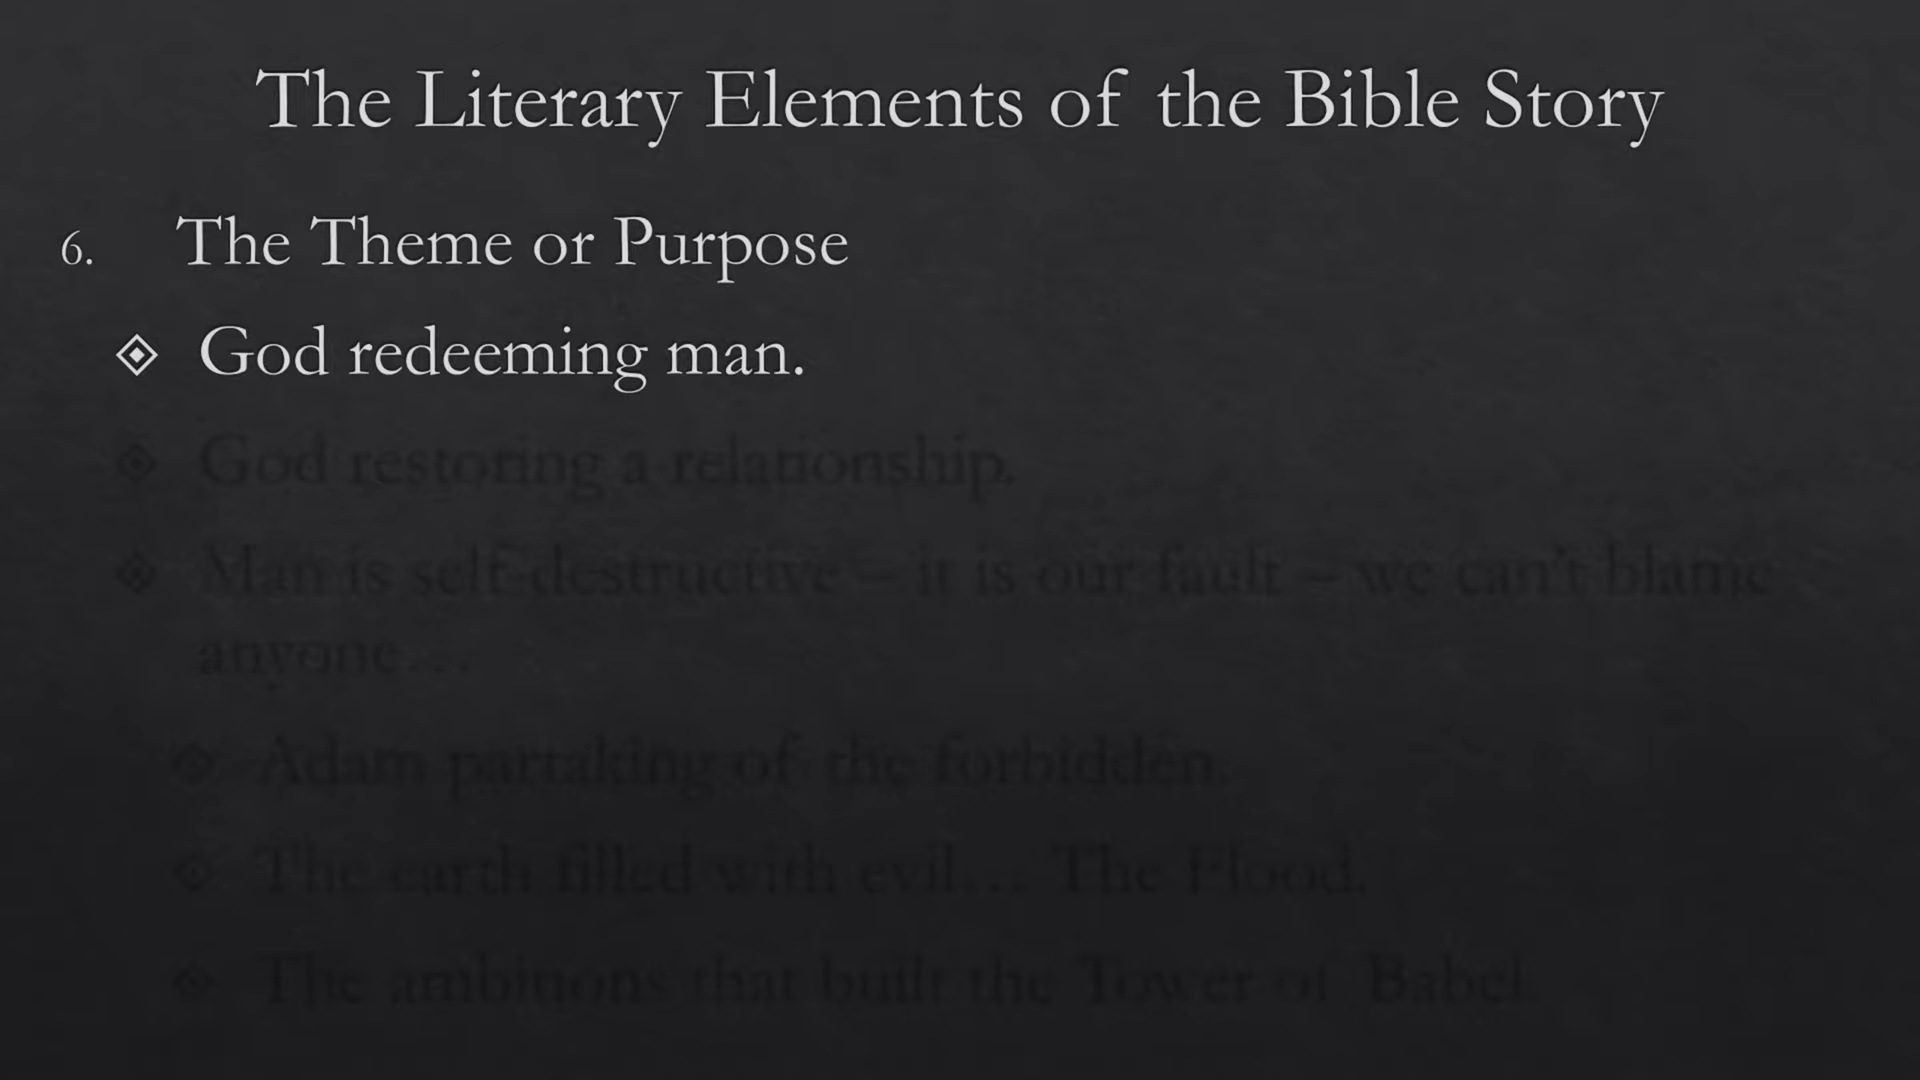 The Literary Elements of the Bible Story
6. The Theme or Purpose
God redeeming man.
God restoring a relationship.
Man is self-destructive – it is our fault – we can't blame
anyone…
Adam partaking of the forbidden.
The earth filled with evil… The Flood.
The ambitions that built the Tower of Babel.